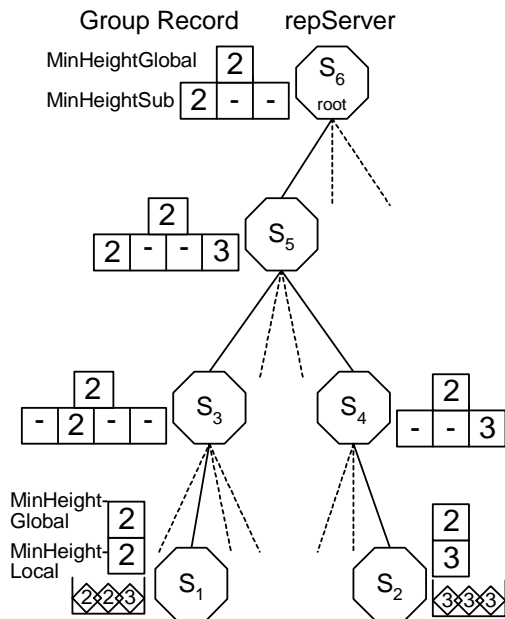 Group Record repServer
MinHeightGlobal 2 S6
MinHeightSub 2 - - root
2
2 - - 3 S5
2 S3 S4 2
- 2 - - - - 3
MinHeight-
Global 2 2
MinHeight-
Local 2 3
2 2 3 S1 S2 3 3 3